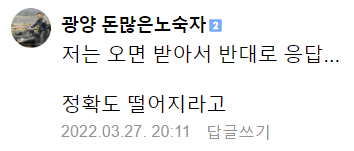 광양 돈많은노숙자 2
저는 오면 받아서 반대로 응답...
정확도 떨어지라고
2022.03.27. 20:11 답글쓰기